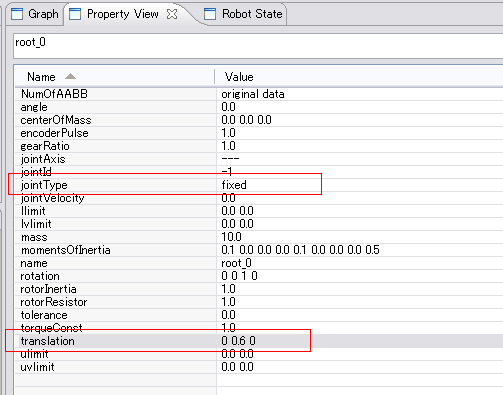 Graph Property View Robot State
root_0
Name Value
NumOfAABB original data
angle 0.0
centerOfMass 0.0 0.0 0.0
encoderPulse 1.0
gearRatio 1.0
jointAxis ---
jointId -1
jointType fixed
jointVelocity 0.0
llimit 0.0 0.0
lvlimit 0.0 0.0
mass 10.0
momentsOfInertia 0.1 0.0 0.0 0.0 0.1 0.0 0.0 0.0 0.5
name root_0
rotation 0 0 1 0
rotorInertia 1.0
rotorResistor 1.0
tolerance 0.0
torqueConst 1.0
translation 0 0.6 0
ulimit 0.0 0.0
uvlimit 0.0 0.0